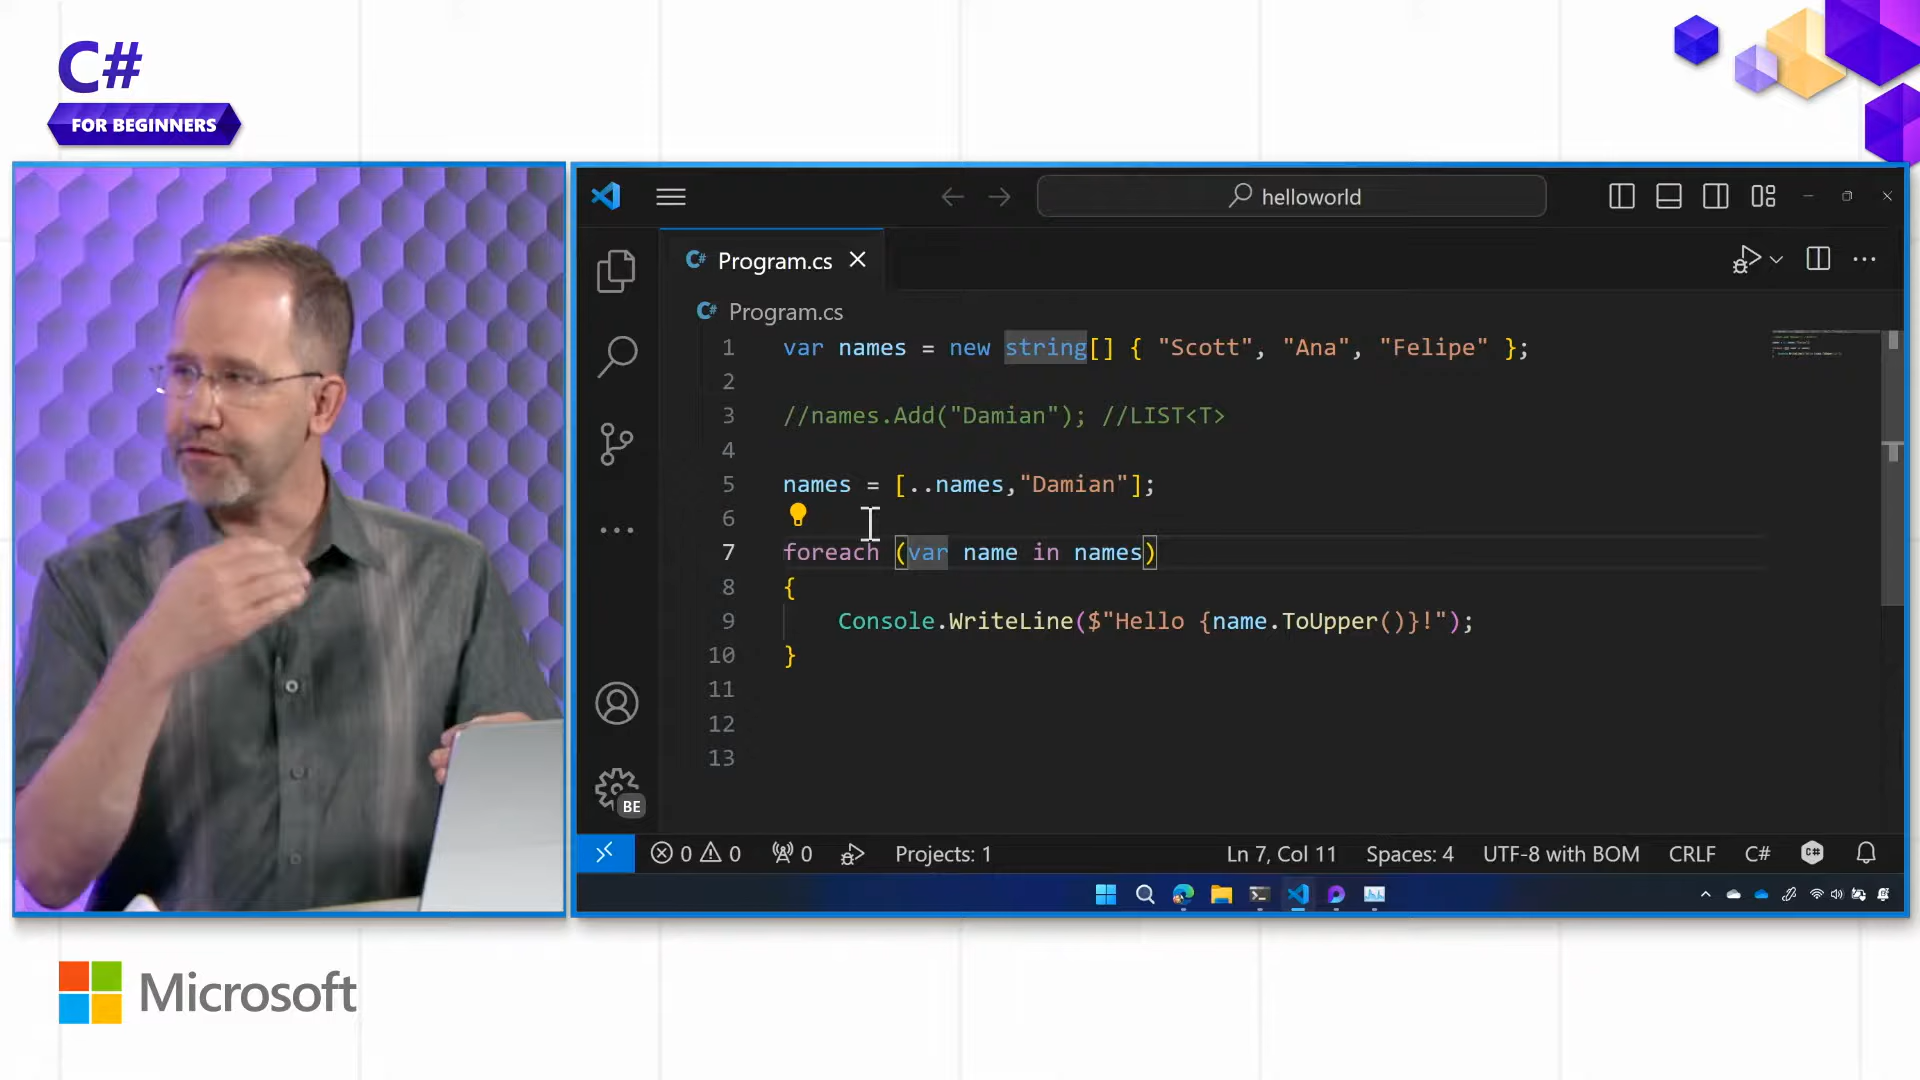 C#
FOR BEGINNERS
helloworld
Program.cs
Program.cs
1 var names = new string[] { "Scott", "Ana", "Felipe" };
2
3 //names.Add("Damian"); //LIST<T>
4
5 names = [..names,"Damian"];
6
7 foreach (var name in names)
8 {
9 Console.WriteLine($"Hello {name.ToUpper()}!");
10 }
11
12
13
BE
0 0 0 Projects: 1 Ln 7, Col 11 Spaces: 4 UTF-8 with BOM CRLF C#
Microsoft